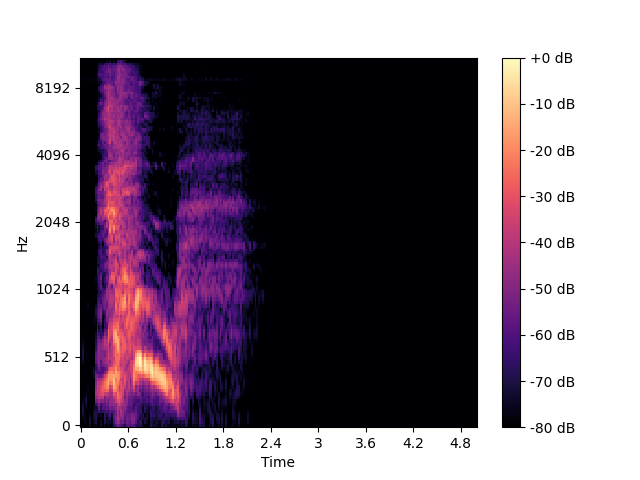 8192
4096
2048
1024
512
0
Hz
0 0.6 1.2 1.8 2.4 3 3.6 4.2 4.8
Time
+0 dB
-10 dB
-20 dB
-30 dB
-40 dB
-50 dB
-60 dB
-70 dB
-80 dB